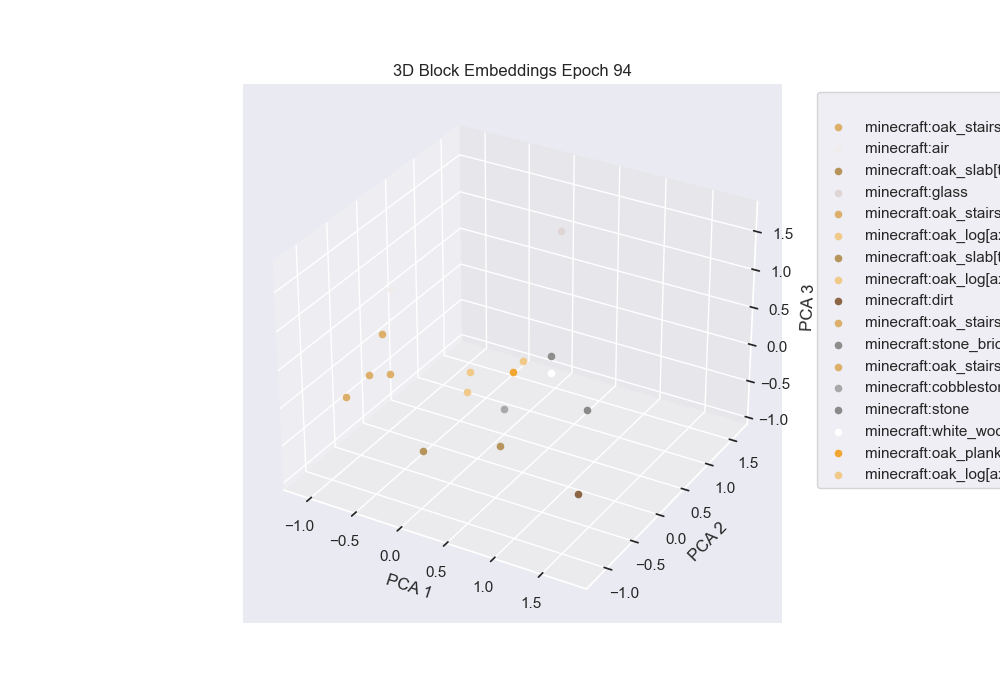 3D Block Embeddings Epoch 94
minecraft:oak_stairs
minecraft:air
minecraft:oak_slab[t
minecraft:glass
minecraft:oak_stairs
minecraft:oak_log[ax
minecraft:oak_slab[t
minecraft:oak_log[ax
minecraft:dirt
minecraft:oak_stairs
minecraft:stone_bric
minecraft:oak_stairs
minecraft:cobbleston
minecraft:stone
minecraft:white_woo
minecraft:oak_plank
minecraft:oak_log[ax
1.5
1.0
0.5
0.0
−0.5
−1.0
PCA 3
1.5
1.0
0.5
0.0
−0.5
−1.0
PCA 2
−1.0
−0.5
0.0
0.5
1.0
1.5
PCA 1